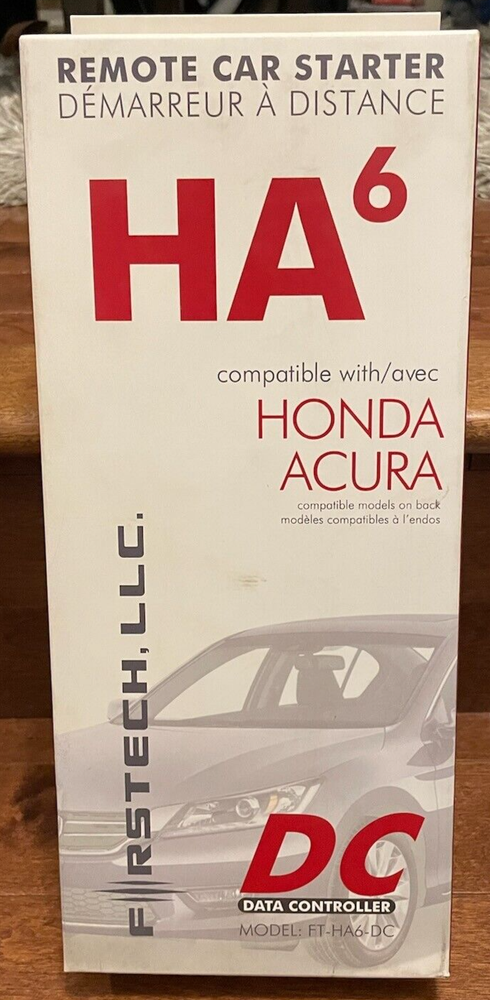 REMOTE CAR STARTER
DÉMARREUR À DISTANCE
HA6
compatible with/avec
HONDA
ACURA
compatible models on back
modèles compatibles à l'endos
FIRSTECH, LLC.
DC
DATA CONTROLLER
MODEL: FT-HA6-DC